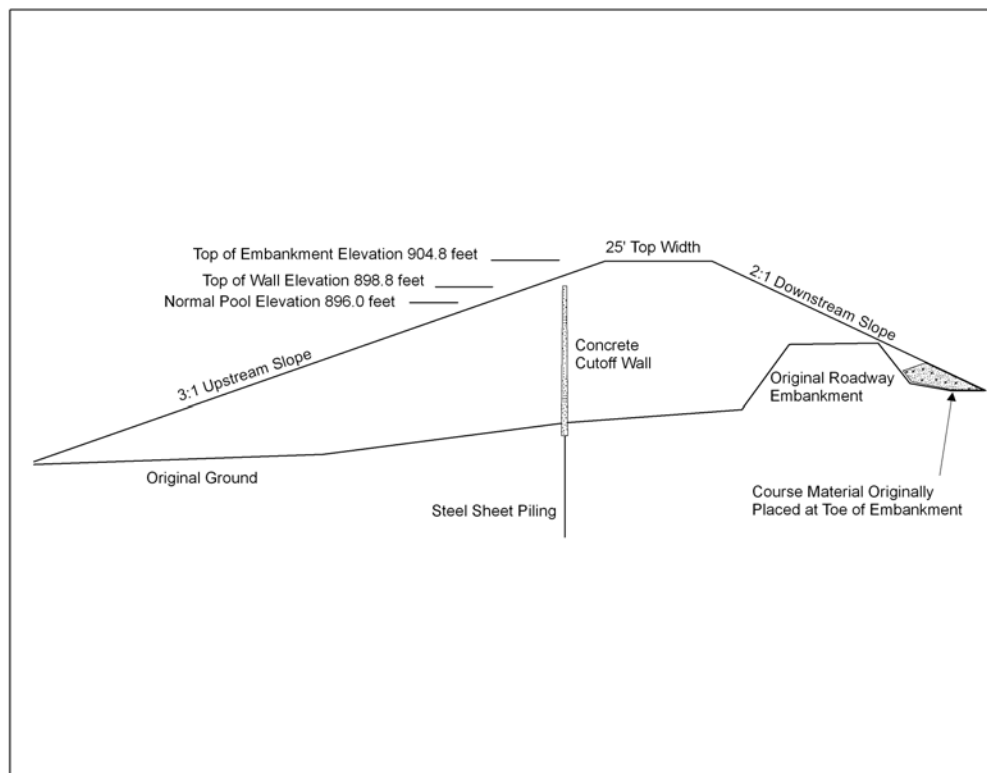 25' Top Width
Top of Embankment Elevation 904.8 feet
Top of Wall Elevation 898.8 feet
Normal Pool Elevation 896.0 feet
2:1 Downstream Slope
3:1 Upstream Slope
Concrete
Cutoff Wall
Original Roadway
Embankment
Original Ground
Steel Sheet Piling
Course Material Originally
Placed at Toe of Embankment